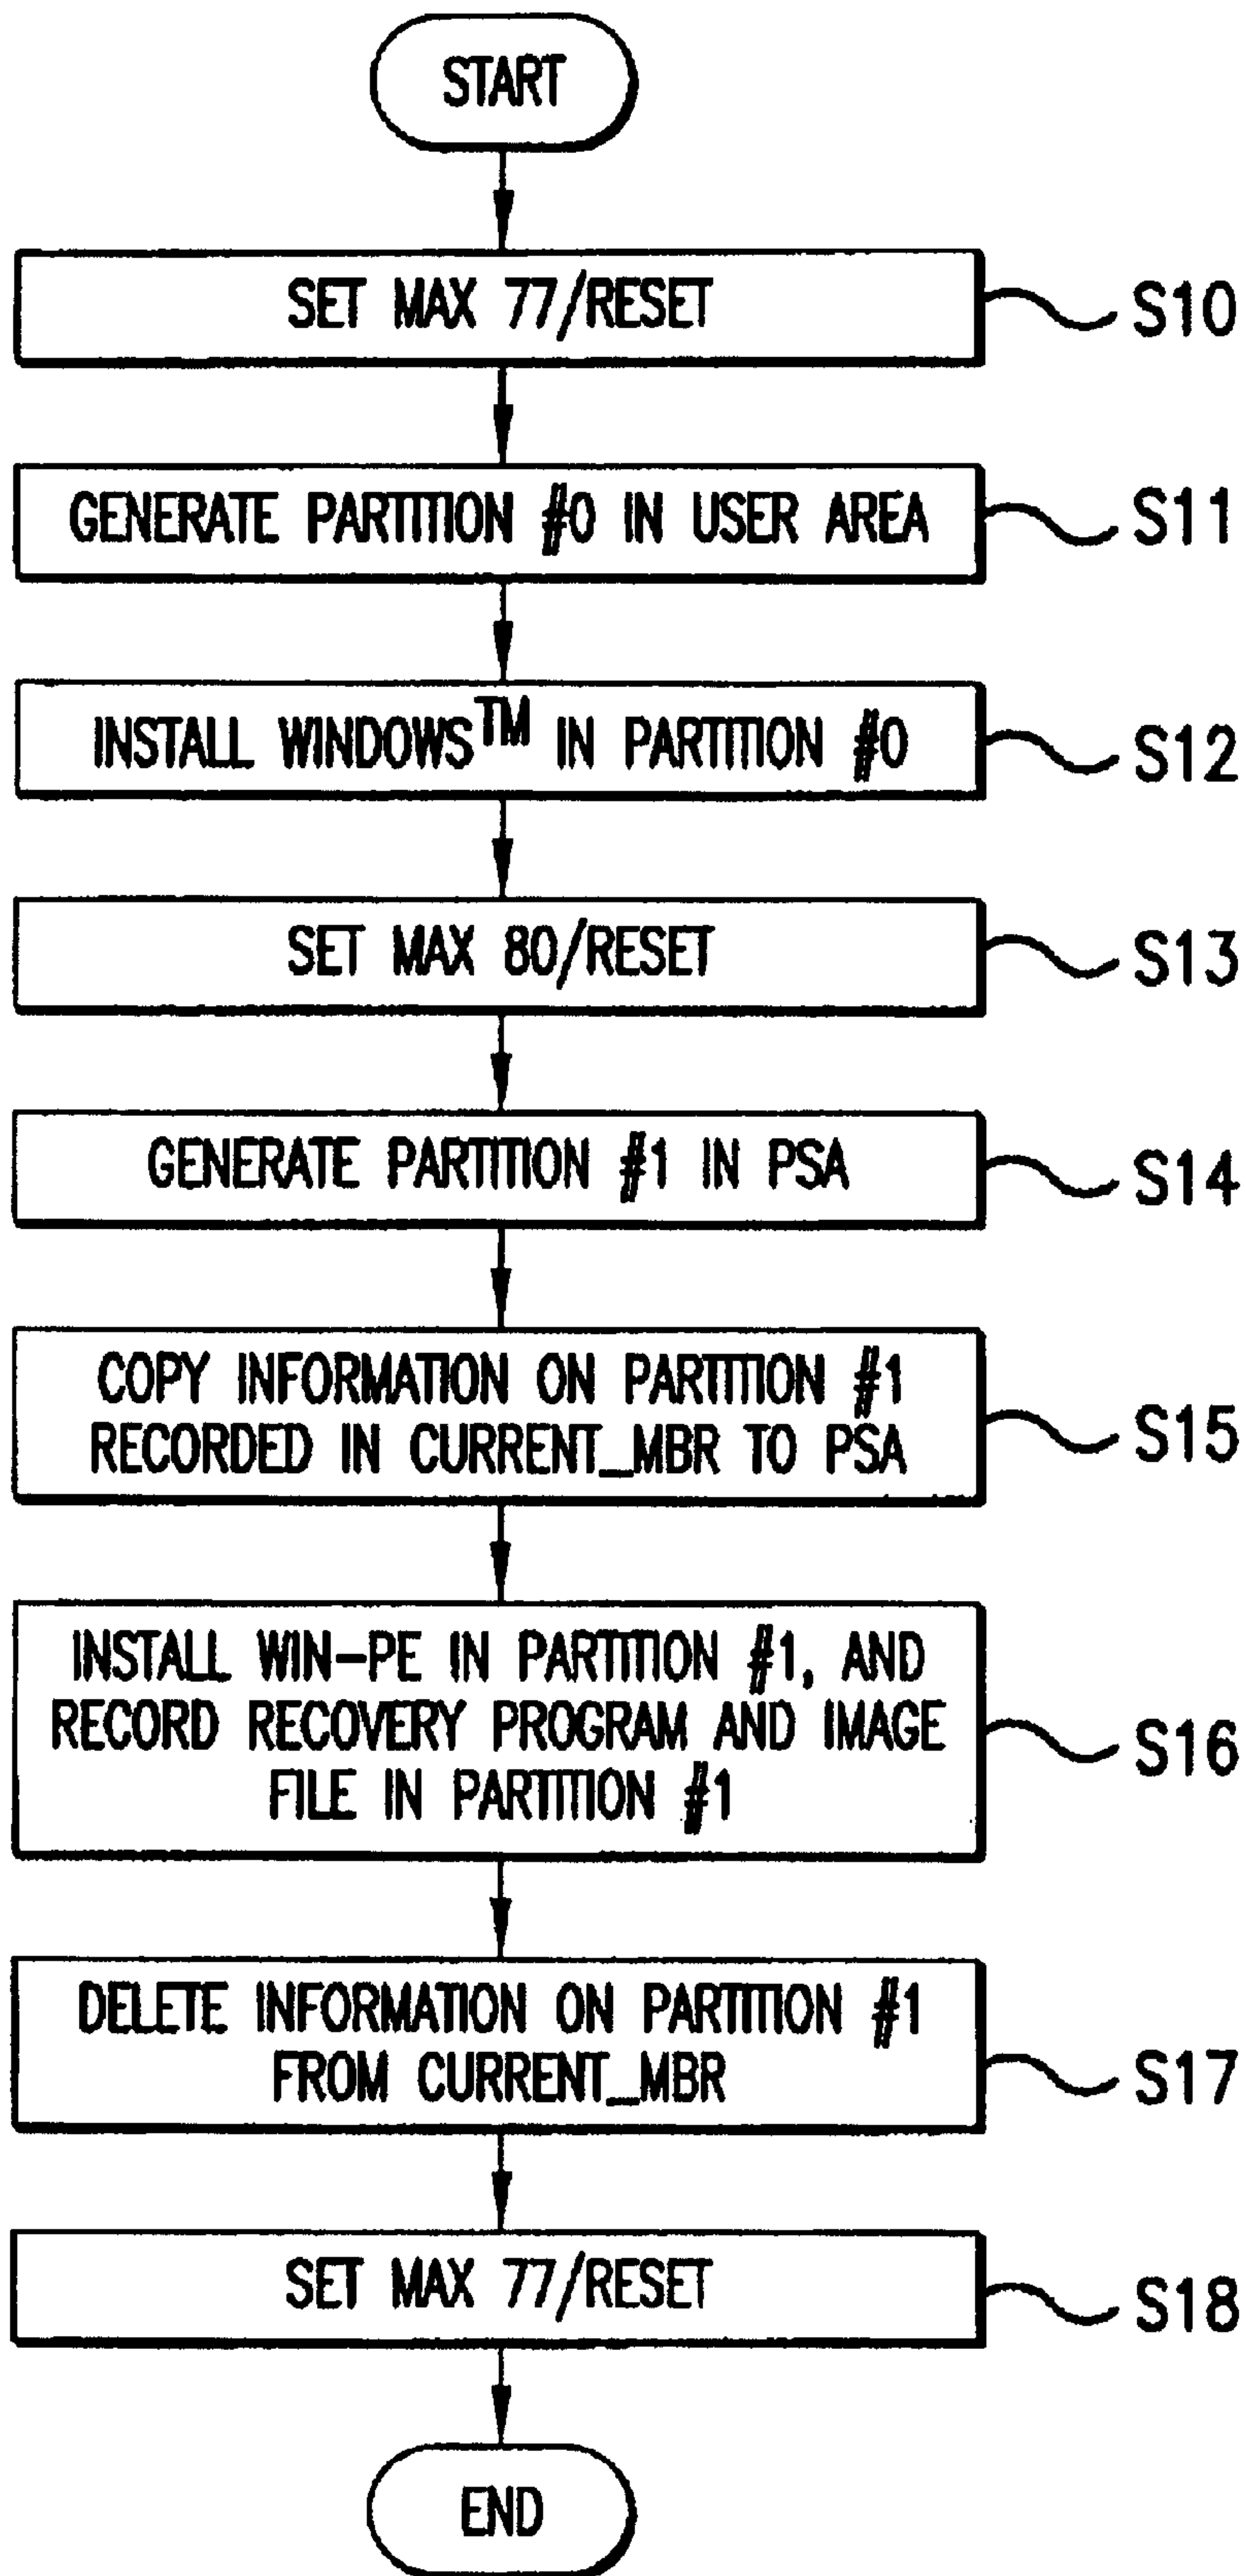 START
SET MAX 77/RESET
S10
GENERATE PARTITION #0 IN USER AREA
S11
INSTALL WINDOWS™ IN PARTITION #0
S12
SET MAX 80/RESET
S13
GENERATE PARTITION #1 IN PSA
S14
COPY INFORMATION ON PARTITION #1
RECORDED IN CURRENT_MBR TO PSA
S15
INSTALL WIN-PE IN PARTITION #1, AND
RECORD RECOVERY PROGRAM AND IMAGE
FILE IN PARTITION #1
S16
DELETE INFORMATION ON PARTITION #1
FROM CURRENT_MBR
S17
SET MAX 77/RESET
S18
END